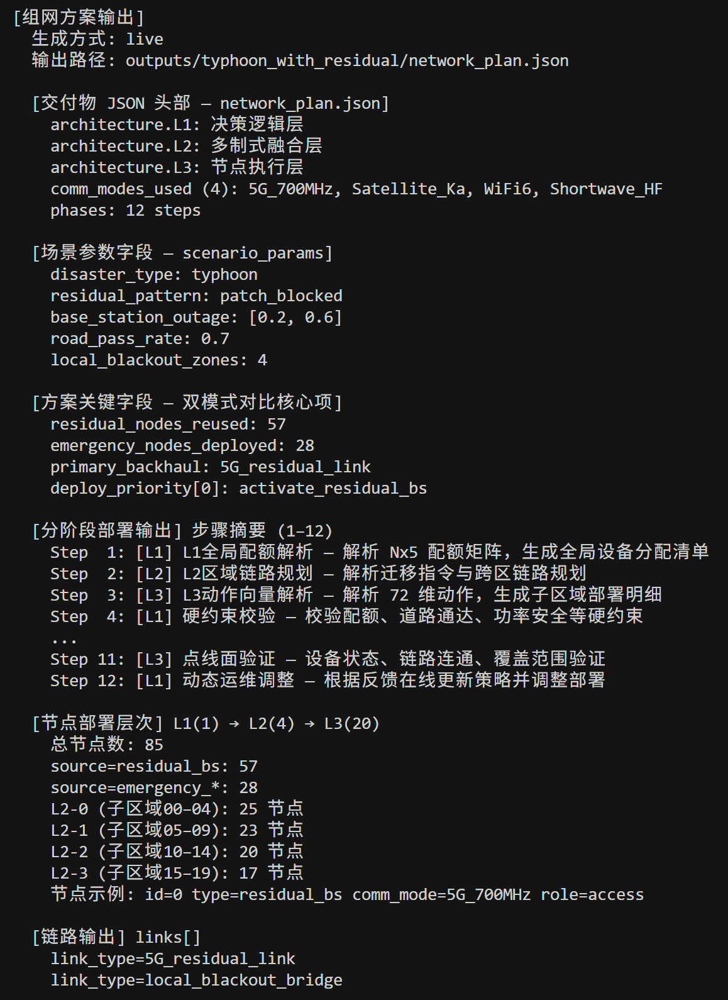 [组网方案输出]
生成方式: live
输出路径: outputs/typhoon_with_residual/network_plan.json
[交付物 JSON 头部 — network_plan.json]
architecture.L1: 决策逻辑层
architecture.L2: 多制式融合层
architecture.L3: 节点执行层
comm_modes_used (4): 5G_700MHz, Satellite_Ka, WiFi6, Shortwave_HF
phases: 12 steps
[场景参数字段 — scenario_params]
disaster_type: typhoon
residual_pattern: patch_blocked
base_station_outage: [0.2, 0.6]
road_pass_rate: 0.7
local_blackout_zones: 4
[方案关键字段 — 双模式对比核心项]
residual_nodes_reused: 57
emergency_nodes_deployed: 28
primary_backhaul: 5G_residual_link
deploy_priority[0]: activate_residual_bs
[分阶段部署输出] 步骤摘要 (1–12)
Step  1: [L1] L1全局配额解析 — 解析 Nx5 配额矩阵，生成全局设备分配清单
Step  2: [L2] L2区域链路规划 — 解析迁移指令与跨区链路规划
Step  3: [L3] L3动作向量解析 — 解析 72 维动作，生成子区域部署明细
Step  4: [L1] 硬约束校验 — 校验配额、道路通达、功率安全等硬约束
...
Step 11: [L3] 点线面验证 — 设备状态、链路连通、覆盖范围验证
Step 12: [L1] 动态运维调整 — 根据反馈在线更新策略并调整部署
[节点部署层次] L1(1) → L2(4) → L3(20)
总节点数: 85
source=residual_bs: 57
source=emergency_*: 28
L2-0 (子区域00–04): 25 节点
L2-1 (子区域05–09): 23 节点
L2-2 (子区域10–14): 20 节点
L2-3 (子区域15–19): 17 节点
节点示例: id=0 type=residual_bs comm_mode=5G_700MHz role=access
[链路输出] links[]
link_type=5G_residual_link
link_type=local_blackout_bridge